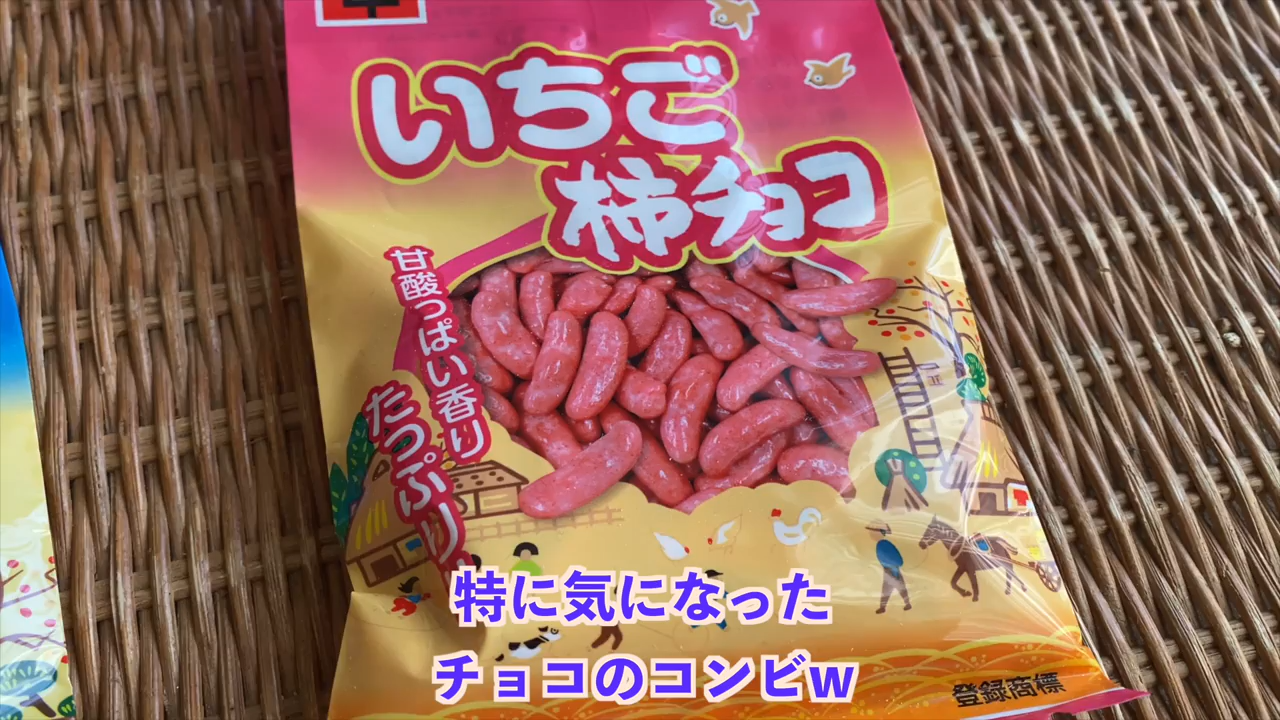 いちご
柿チョコ
甘酸っぱい香り
たっぷり
特に気になった
チョコのコンビw
登録商標